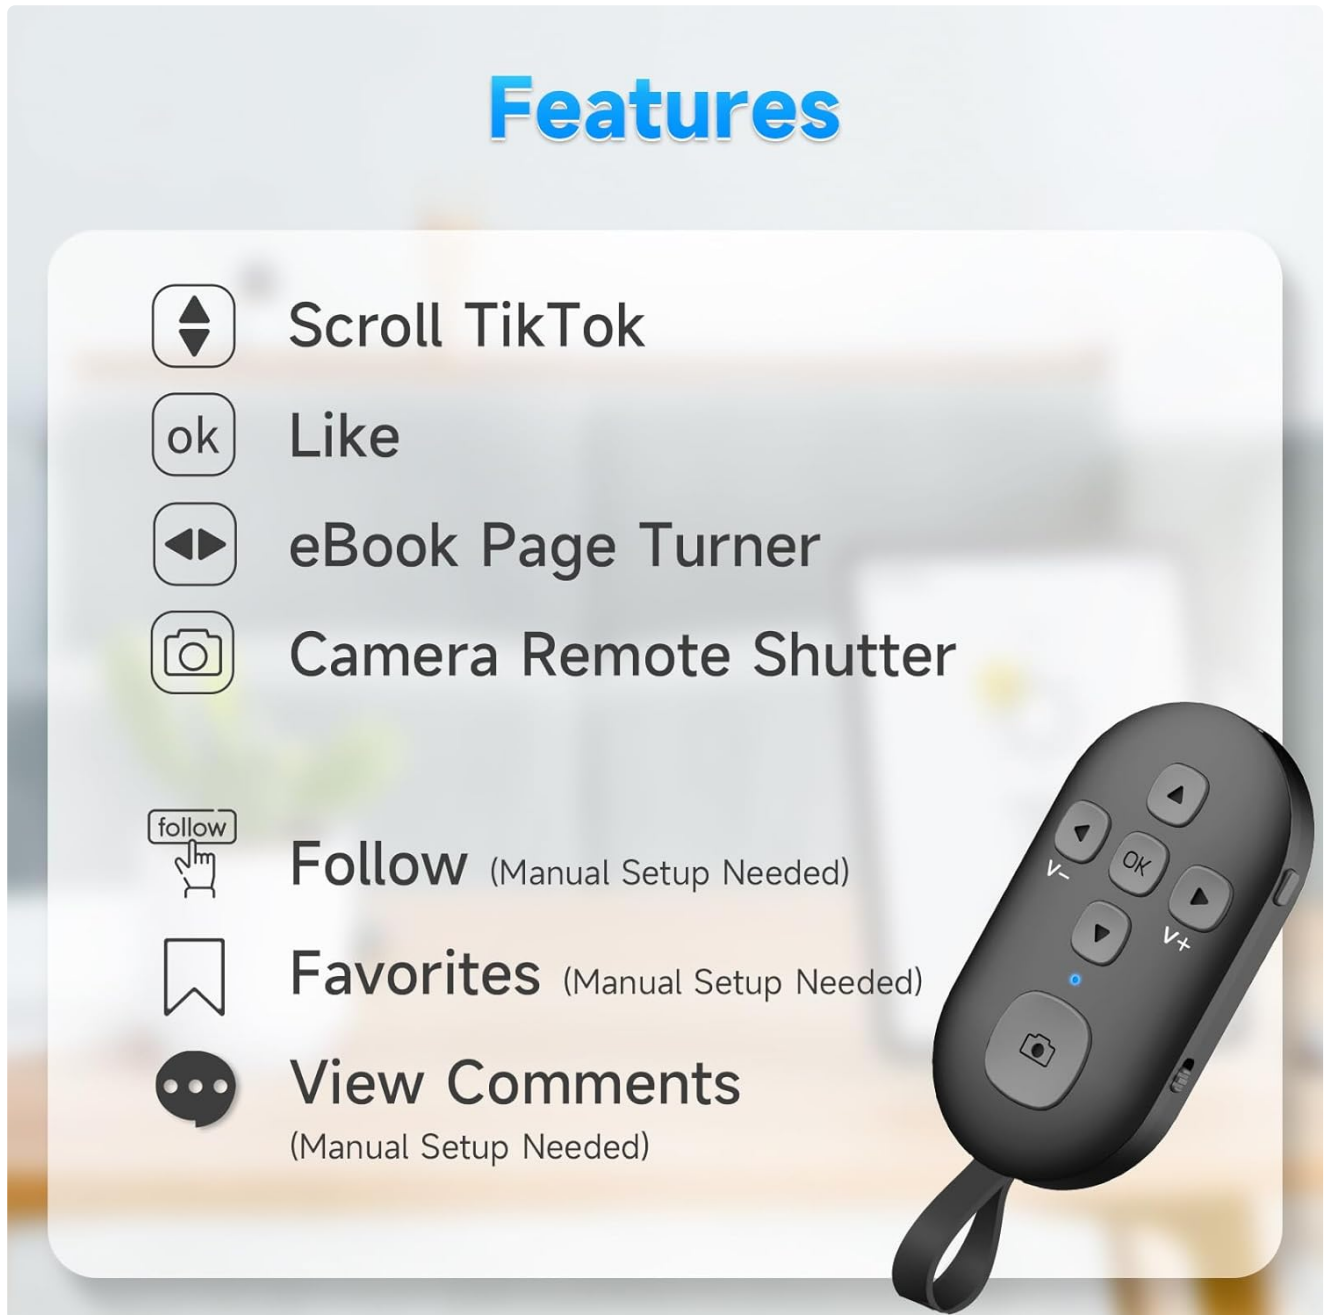 Features
Scroll TikTok
ok
Like
eBook Page Turner
Camera Remote Shutter
follow
Follow (Manual Setup Needed)
Favorites (Manual Setup Needed)
View Comments
(Manual Setup Needed)
OK
V-
V+